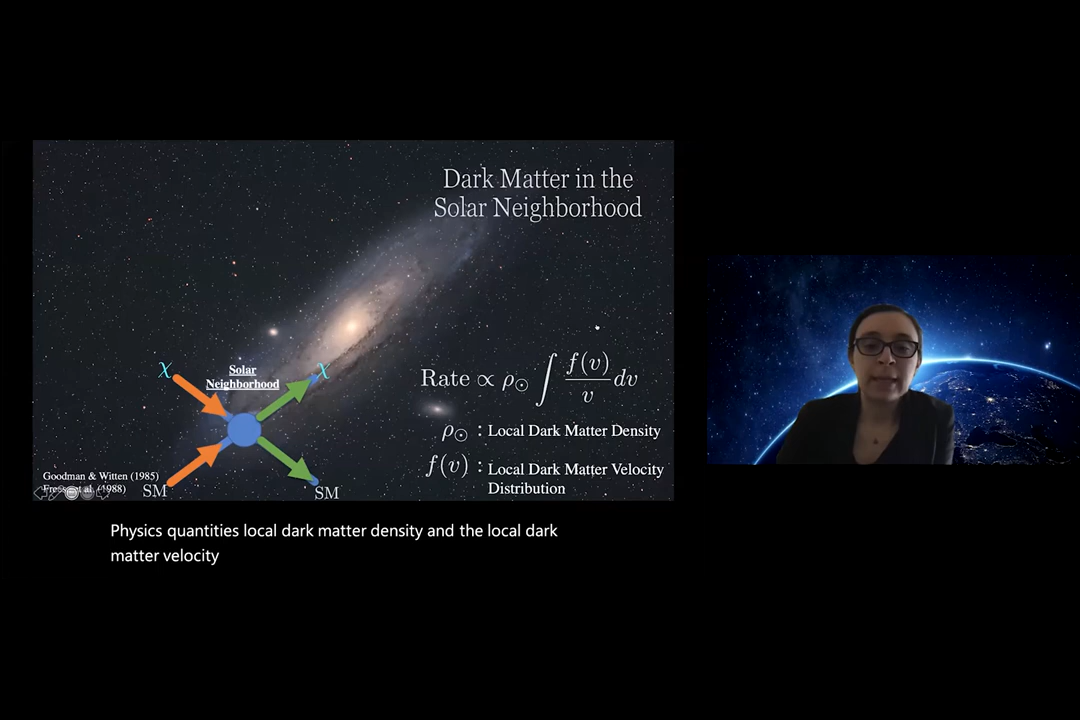 Dark Matter in the
Solar Neighborhood
χ
Solar
Neighborhood
χ
Rate ∝ ρ⊙ ∫ f(v)/v dv
ρ⊙ : Local Dark Matter Density
f(v) : Local Dark Matter Velocity
Distribution
Goodman & Witten (1985)
(1988)
SM
SM
Physics quantities local dark matter density and the local dark
matter velocity